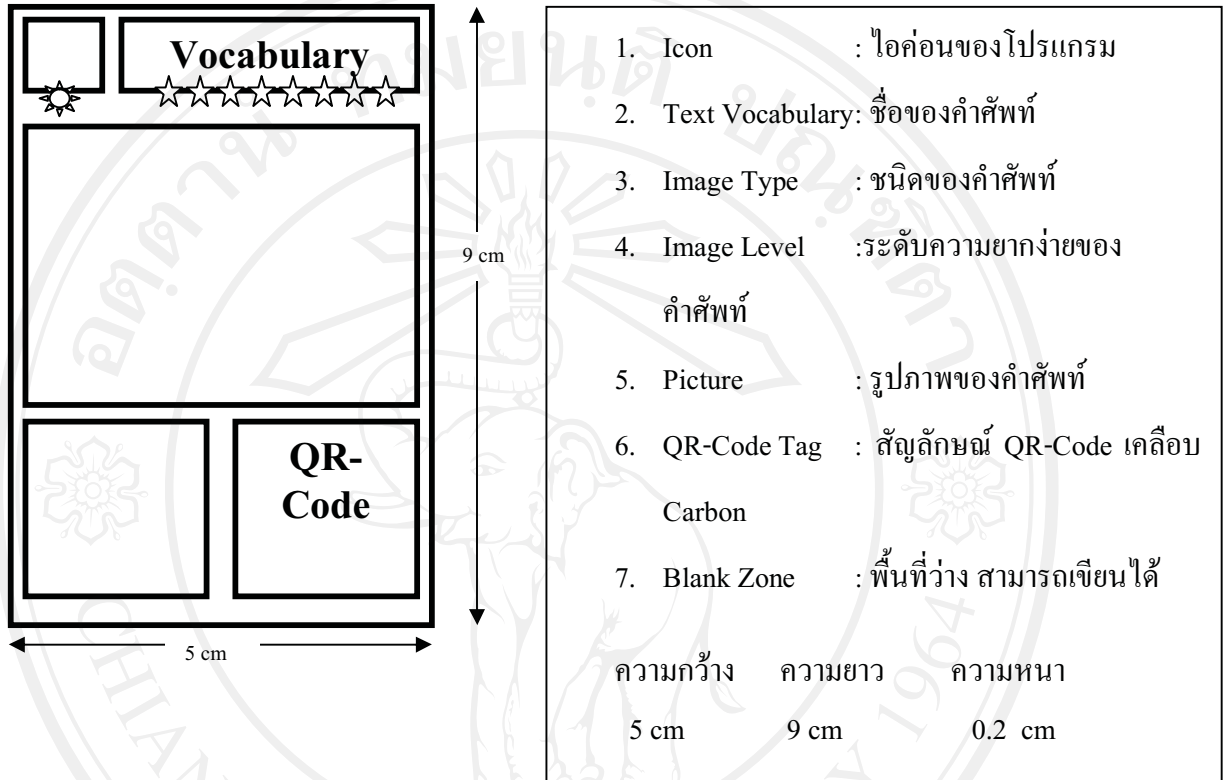 Vocabulary
QR-
Code
9 cm
5 cm
1. Icon : ไอค่อนของโปรแกรม
2. Text Vocabulary: ชื่อของคำศัพท์
3. Image Type : ชนิดของคำศัพท์
4. Image Level :ระดับความยากง่ายของ
คำศัพท์
5. Picture : รูปภาพของคำศัพท์
6. QR-Code Tag : สัญลักษณ์ QR-Code เคลือบ
Carbon
7. Blank Zone : พื้นที่ว่าง สามารถเขียนได้
ความกว้าง ความยาว ความหนา
5 cm 9 cm 0.2 cm